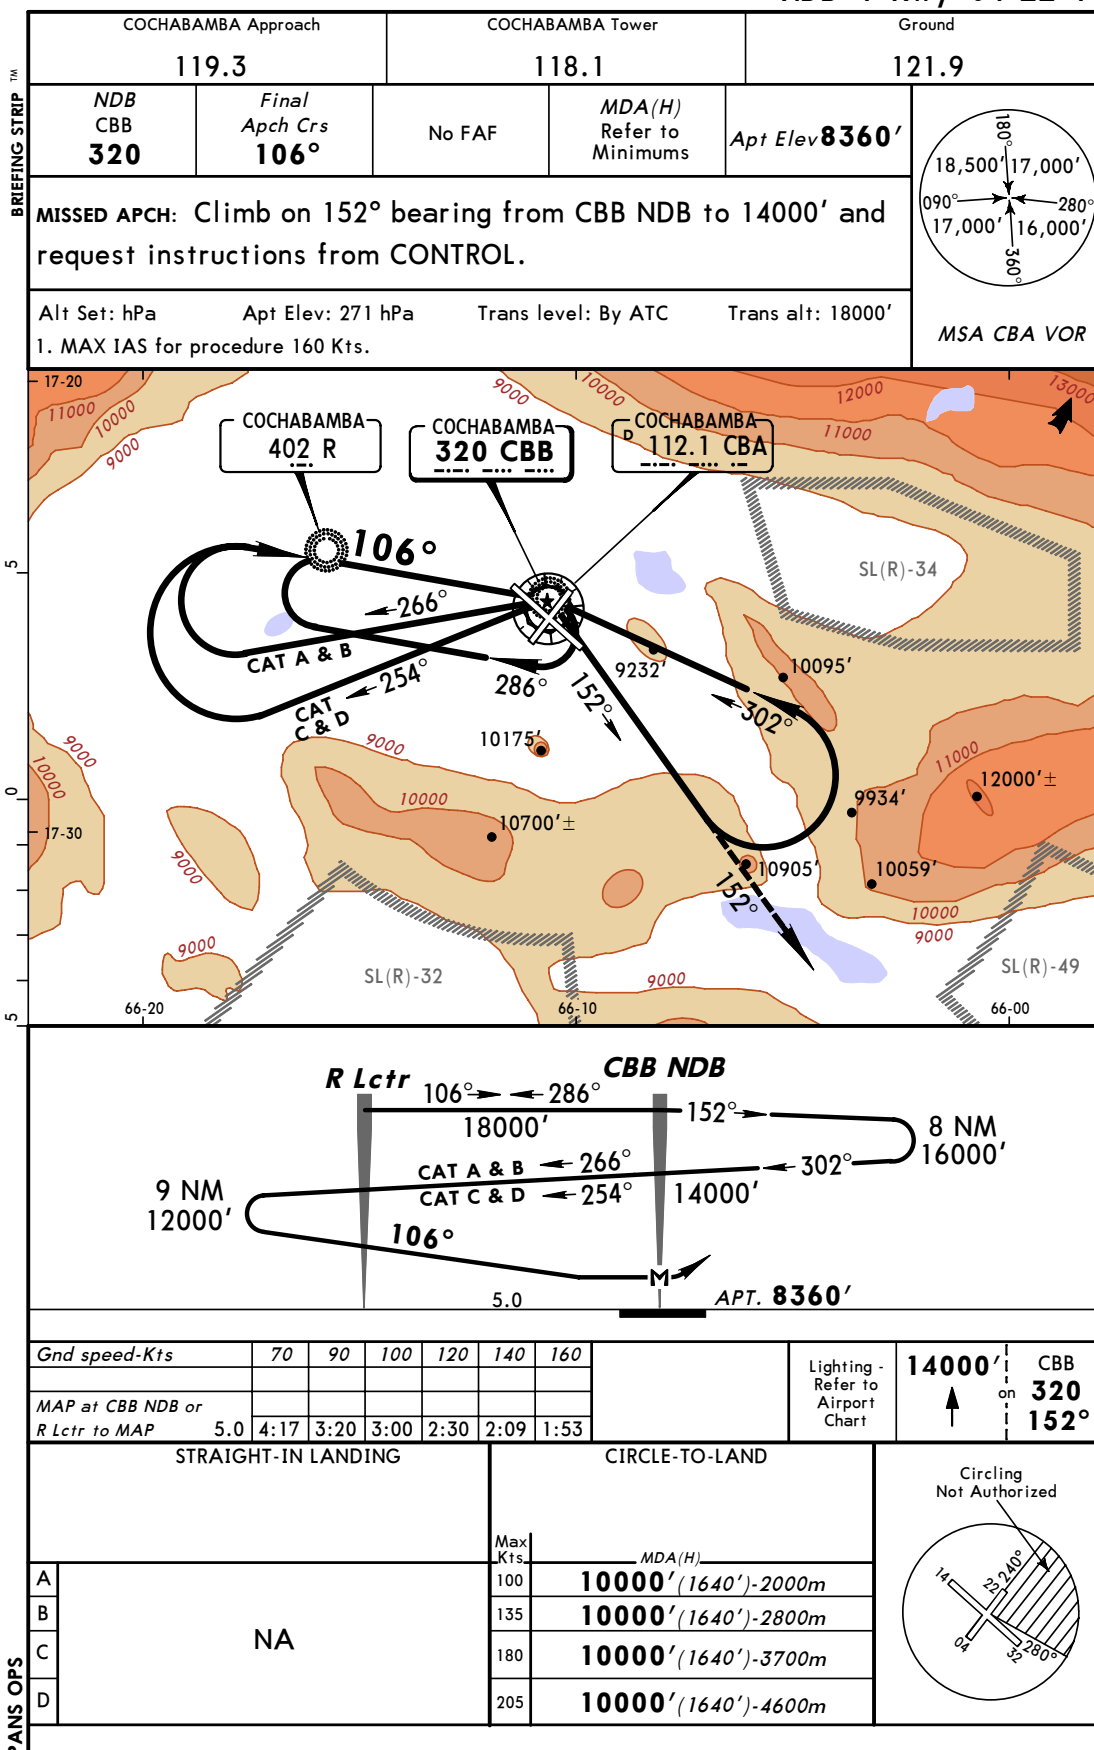 COCHABAMBA Approach
119.3
COCHABAMBA Tower
118.1
Ground
121.9
BRIEFING STRIP TM
NDB
CBB
320
Final
Apch Crs
106°
No FAF
MDA(H)
Refer to
Minimums
Apt Elev 8360'
MISSED APCH: Climb on 152° bearing from CBB NDB to 14000' and
request instructions from CONTROL.
Alt Set: hPa Apt Elev: 271 hPa Trans level: By ATC Trans alt: 18000'
1. MAX IAS for procedure 160 Kts.
180°
18,500' 17,000'
090° 280°
17,000' 16,000'
360°
MSA CBA VOR
17-20
11000
10000
9000
9000
10000
12000
13000
11000
COCHABAMBA
402 R
COCHABAMBA
320 CBB
COCHABAMBA
D 112.1 CBA
106°
SL(R)-34
5
266°
CAT A & B
254°
CAT
C & D
286°
152°
9232'
10095'
302°
10175'
9000
9000
10000
10000
10700'±
11000
12000'±
9934'
0
17-30
9000
10905'
10059'
152°
10000
9000
9000
SL(R)-32
9000
SL(R)-49
5
66-20
66-10
66-00
R Lctr
CBB NDB
106° 286°
18000'
152°
8 NM
16000'
CAT A & B 266°
302°
CAT C & D 254°
14000'
9 NM
12000'
106°
M
5.0
APT. 8360'
Gnd speed-Kts 70 90 100 120 140 160
MAP at CBB NDB or
R Lctr to MAP 5.0 4:17 3:20 3:00 2:30 2:09 1:53
Lighting -
Refer to
Airport
Chart
14000'
on
CBB
320
152°
STRAIGHT-IN LANDING
CIRCLE-TO-LAND
Max
Kts
MDA(H)
A
100
10000'(1640')-2000m
B
135
10000'(1640')-2800m
C
NA
180
10000'(1640')-3700m
D
205
10000'(1640')-4600m
Circling
Not Authorized
14
22
240°
04
32
280°
PANS OPS